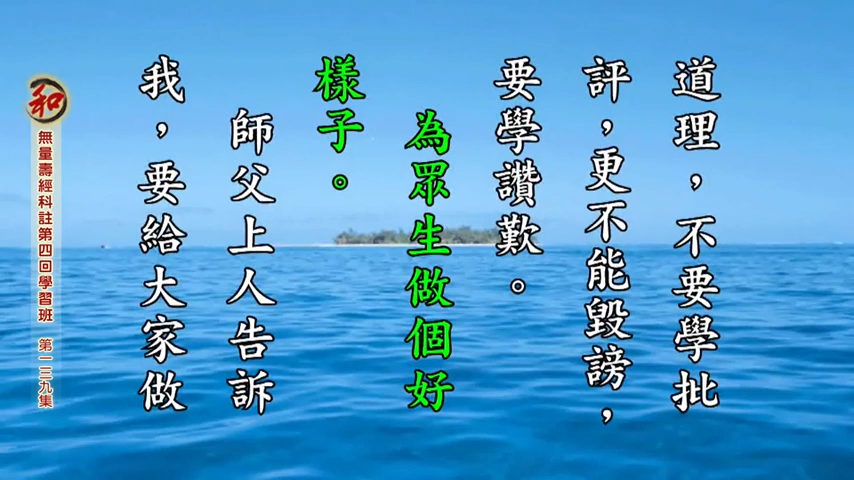 道理，不要學批
評，更不能毀謗，
要學讚歎。
為眾生做個好
樣子。
師父上人告訴
我，要給大家做
和
無量壽經科註第四回學習班 第一三九集